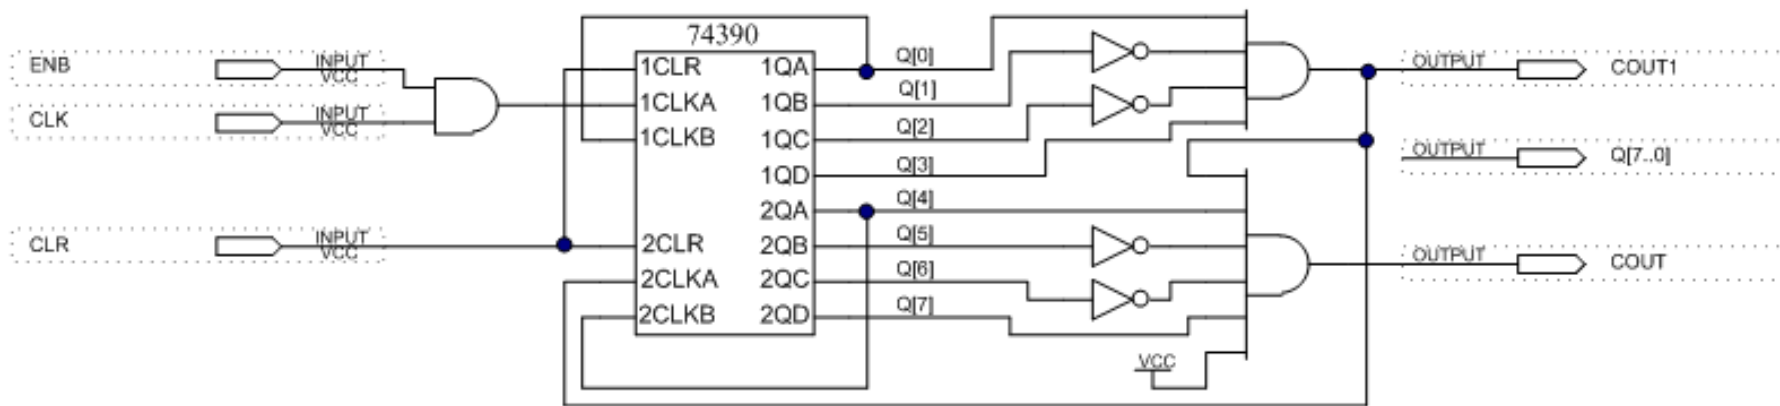 74390
ENB INPUT VCC
CLK INPUT VCC
CLR INPUT VCC
1CLR 1QA Q[0]
1CLKA 1QB Q[1]
1CLKB 1QC Q[2]
1QD Q[3]
2QA Q[4]
2CLR 2QB Q[5]
2CLKA 2QC Q[6]
2CLKB 2QD Q[7]
VCC
OUTPUT COUT1
OUTPUT Q[7..0]
OUTPUT COUT